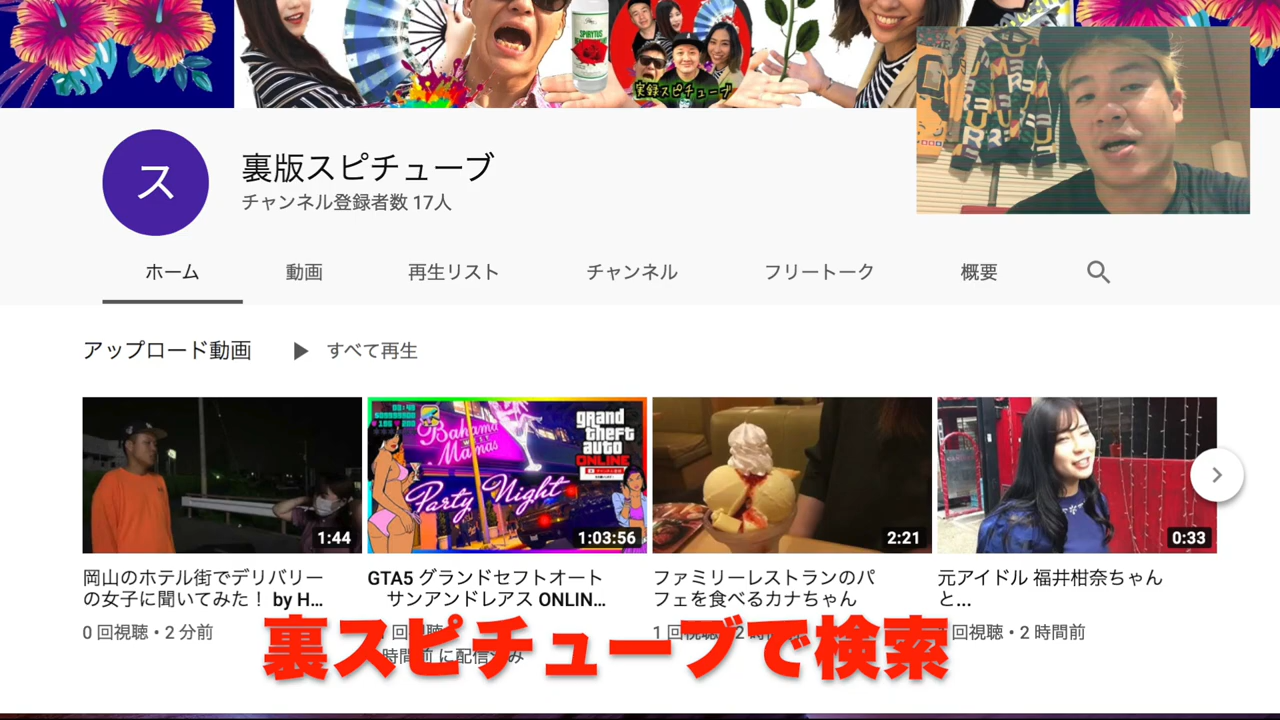 SPIRYTUS
実録スピチューブ
ス
裏版スピチューブ
チャンネル登録者数 17人
ホーム
動画
再生リスト
チャンネル
フリートーク
概要
アップロード動画
すべて再生
1:44
Bahama
Mamas
Party Night
grand
theft
auto
ONLINE
1:03:56
2:21
0:33
岡山のホテル街でデリバリー
の女子に聞いてみた！ by H...
0 回視聴・2 分前
GTA5 グランドセフトオート
サンアンドレアス ONLIN...
ファミリーレストランのパ
フェを食べるカナちゃん
元アイドル 福井柑奈ちゃん
と...
回視聴・2 時間前
裏スピチューブで検索